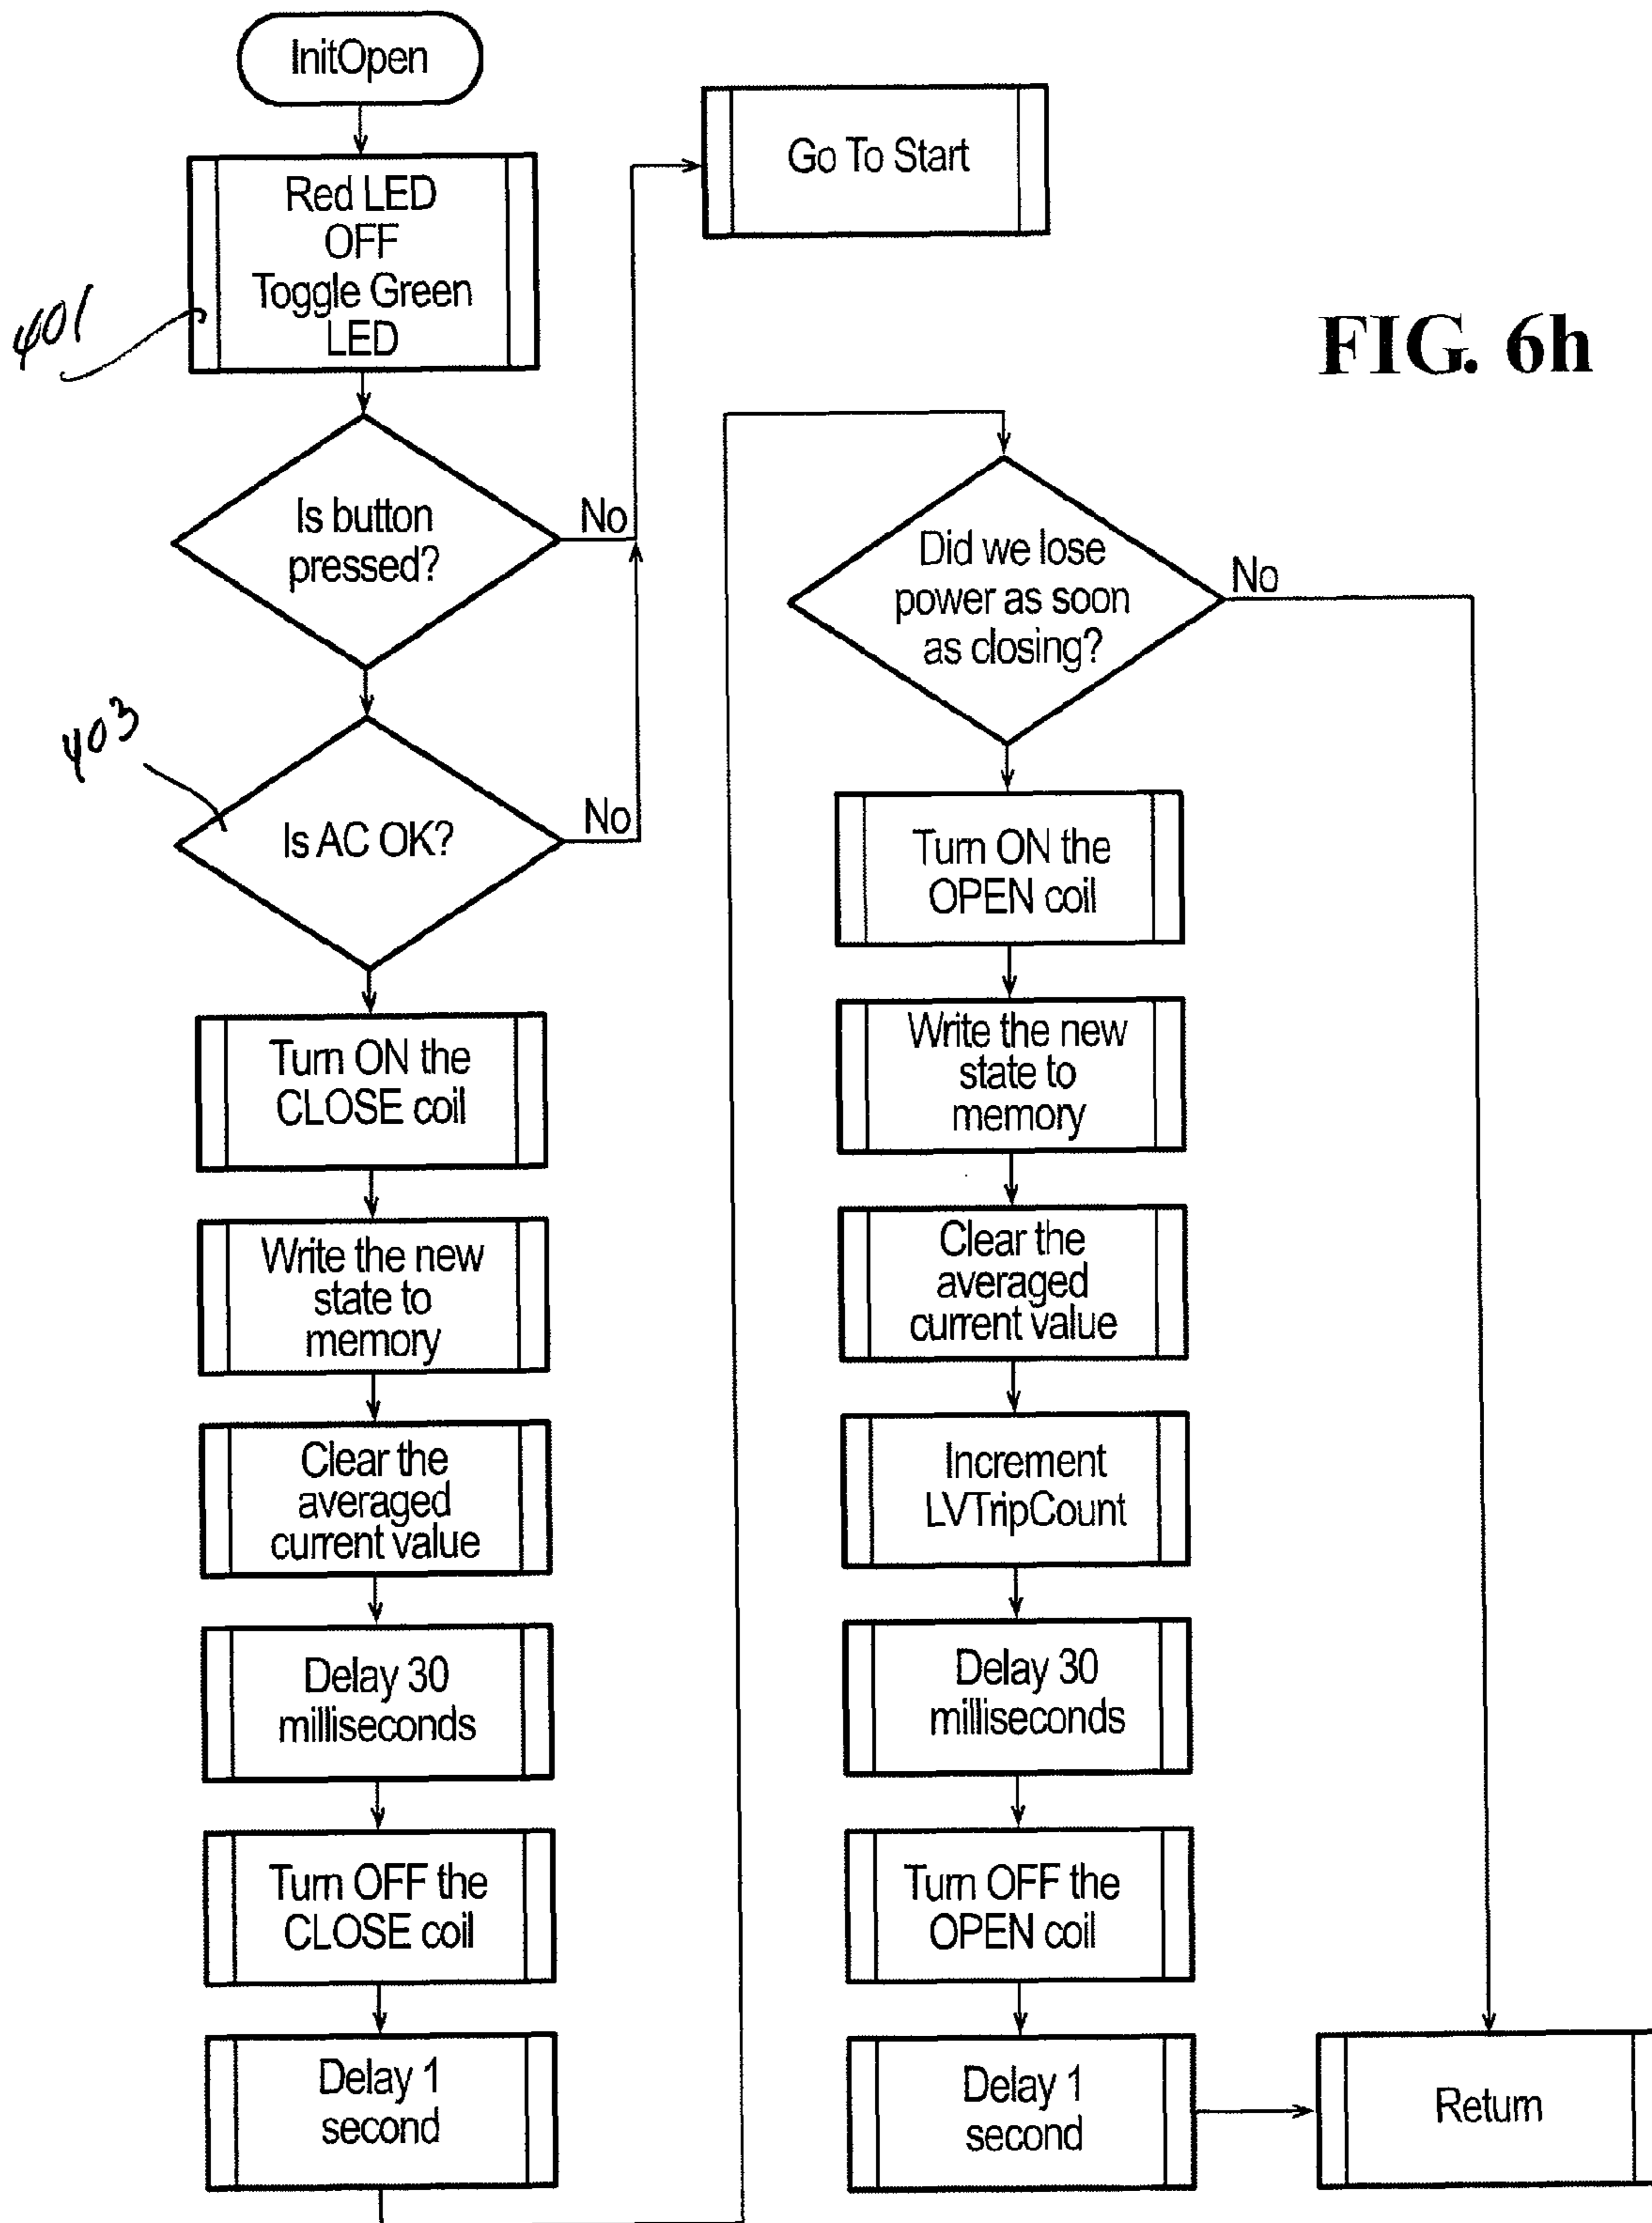 InitOpen
Red LED
OFF
Toggle Green
LED
401
Is button
pressed?
No
Go To Start
Is AC OK?
No
403
Turn ON the
CLOSE coil
Write the new
state to
memory
Clear the
averaged
current value
Delay 30
milliseconds
Turn OFF the
CLOSE coil
Delay 1
second
FIG. 6h
Did we lose
power as soon
as closing?
No
Turn ON the
OPEN coil
Write the new
state to
memory
Clear the
averaged
current value
Increment
LVTripCount
Delay 30
milliseconds
Turn OFF the
OPEN coil
Delay 1
second
Return